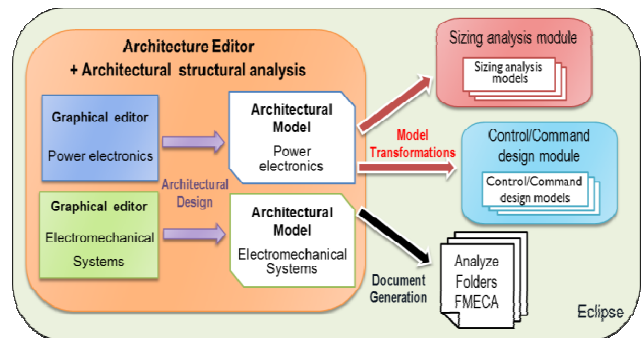 Architecture Editor
+ Architectural structural analysis
Graphical editor
Power electronics
Architectural
Design
Architectural
Model
Power
electronics
Graphical editor
Electromechanical
Systems
Architectural
Model
Electromechanical
Systems
Model
Transformations
Document
Generation
Sizing analysis module
Sizing analysis
models
Control/Command
design module
Control/Command
design models
Analyze
Folders
FMECA
Eclipse